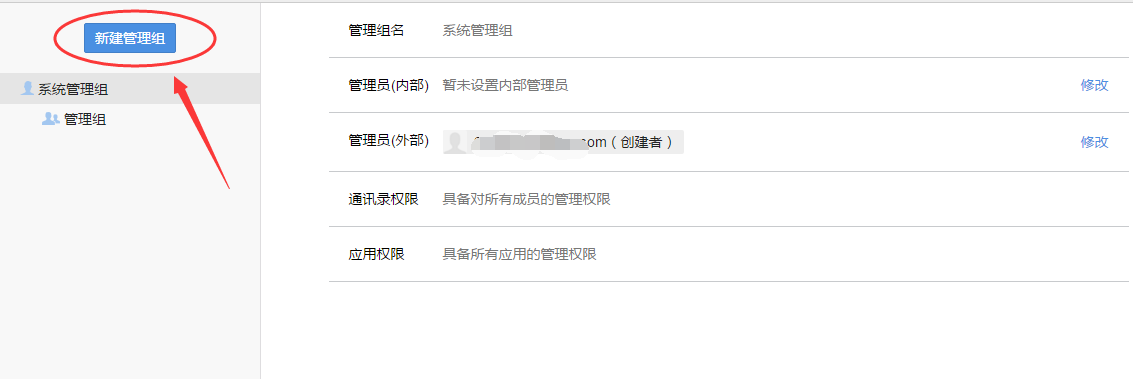 新建管理组
系统管理组
管理组
管理组名 系统管理组
管理员(内部) 暂未设置内部管理员 修改
管理员(外部) om（创建者） 修改
通讯录权限 具备对所有成员的管理权限
应用权限 具备所有应用的管理权限